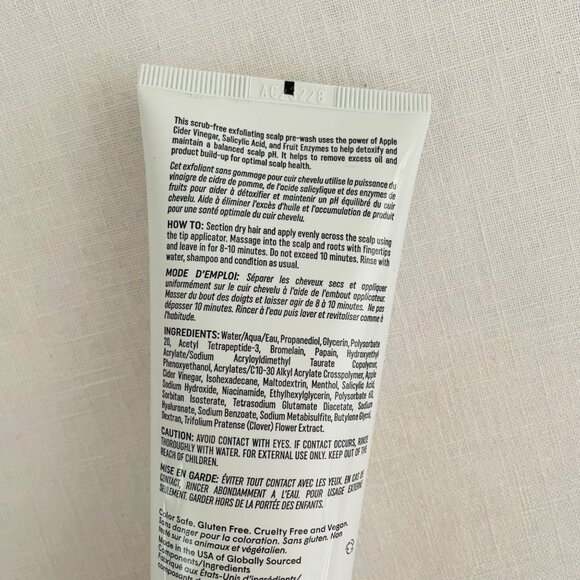 This scrub-free exfoliating scalp pre-wash uses the power of Apple
Cider Vinegar, Salicylic Acid, and Fruit Enzymes to help detoxify and
maintain a balanced scalp pH. It helps to remove excess oil and
product build-up for optimal scalp health.
Cet exfoliant sans gommage pour cuir chevelu utilise la puissance du
vinaigre de cidre de pomme, de l'acide salicylique et des enzymes de
fruits pour aider à détoxifier et maintenir un pH équilibré du cuir
chevelu. Aide à éliminer l'excès d'huile et l'accumulation de produit
pour une santé optimale du cuir chevelu.
HOW TO: Section dry hair and apply evenly across the scalp using
the tip applicator. Massage into the scalp and roots with fingertips
and leave in for 8-10 minutes. Do not exceed 10 minutes. Rinse with
water, shampoo and condition as usual.
MODE D'EMPLOI: Séparer les cheveux secs et appliquer
uniformément sur le cuir chevelu à l'aide de l'embout applicateur.
Masser du bout des doigts et laisser agir de 8 à 10 minutes. Ne pas
dépasser 10 minutes. Rincer à l'eau puis laver et revitaliser comme à
l'habitude.
INGREDIENTS: Water/Aqua/Eau, Propanediol, Glycerin, Polysorbate
20, Acetyl Tetrapeptide-3, Bromelain, Papain, Hydroxyethyl
Acrylate/Sodium Acryloyldimethyl Taurate Copolymer,
Phenoxyethanol, Acrylates/C10-30 Alkyl Acrylate Crosspolymer, Apple
Cider Vinegar, Isohexadecane, Maltodextrin, Menthol, Salicylic Acid,
Sodium Hydroxide, Niacinamide, Ethylhexylglycerin, Polysorbate 60,
Sorbitan Isosterate, Tetrasodium Glutamate Diacetate, Sodium
Hyaluronate, Sodium Benzoate, Sodium Metabisulfite, Butylene Glycol,
Dextran, Trifolium Pratense (Clover) Flower Extract.
CAUTION: AVOID CONTACT WITH EYES. IF CONTACT OCCURS, RINSE
THOROUGHLY WITH WATER. FOR EXTERNAL USE ONLY. KEEP OUT OF THE
REACH OF CHILDREN.
MISE EN GARDE: ÉVITER TOUT CONTACT AVEC LES YEUX. EN CAS DE
CONTACT, RINCER ABONDAMMENT A L'EAU. POUR USAGE EXTERNE
SEULEMENT. GARDER HORS DE LA PORTÉE DES ENFANTS.
Color Safe. Gluten Free. Cruelty Free and Vegan.
Sans danger pour la coloration. Sans gluten. Non
testé sur les animaux et végétalien.
Made in the USA of Globally Sourced
Components/Ingredients
Fabriqué aux États-Unis d'ingrédients/